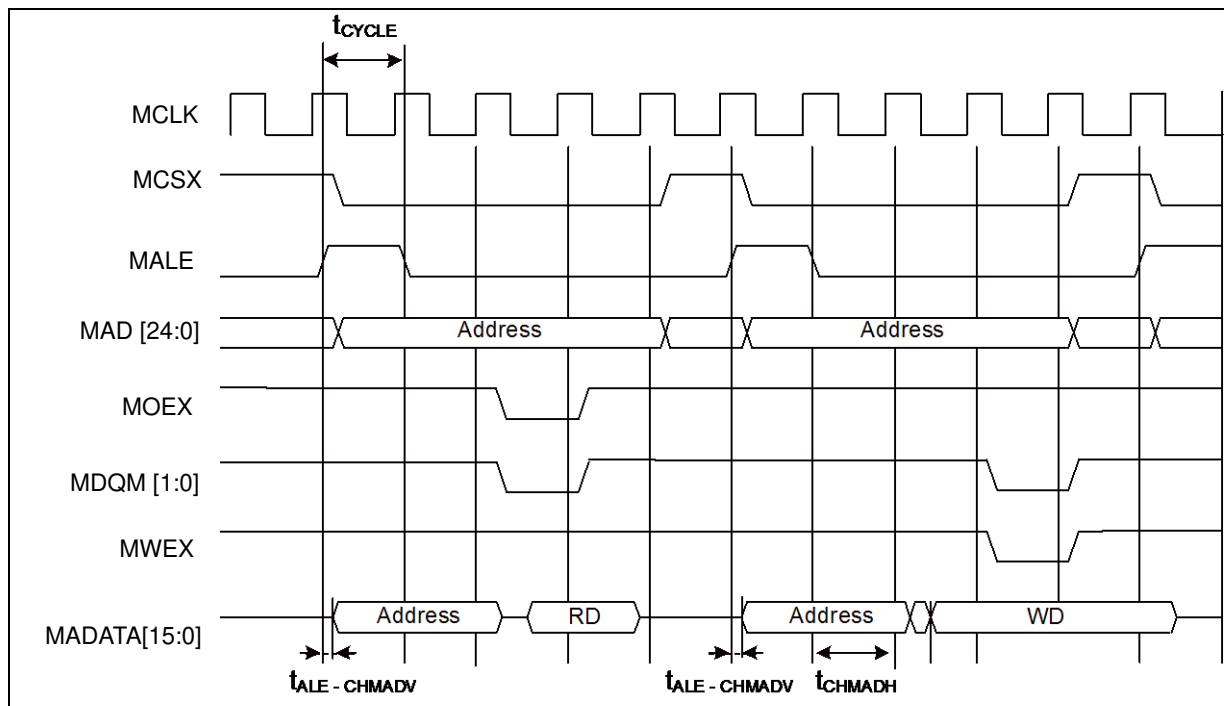 tCYCLE
MCLK
MCSX
MALE
MAD [24:0] Address Address
MOEX
MDQM [1:0]
MWEX
MADATA[15:0] Address RD Address WD
tALE - CHMADV tALE - CHMADV tCHMADH